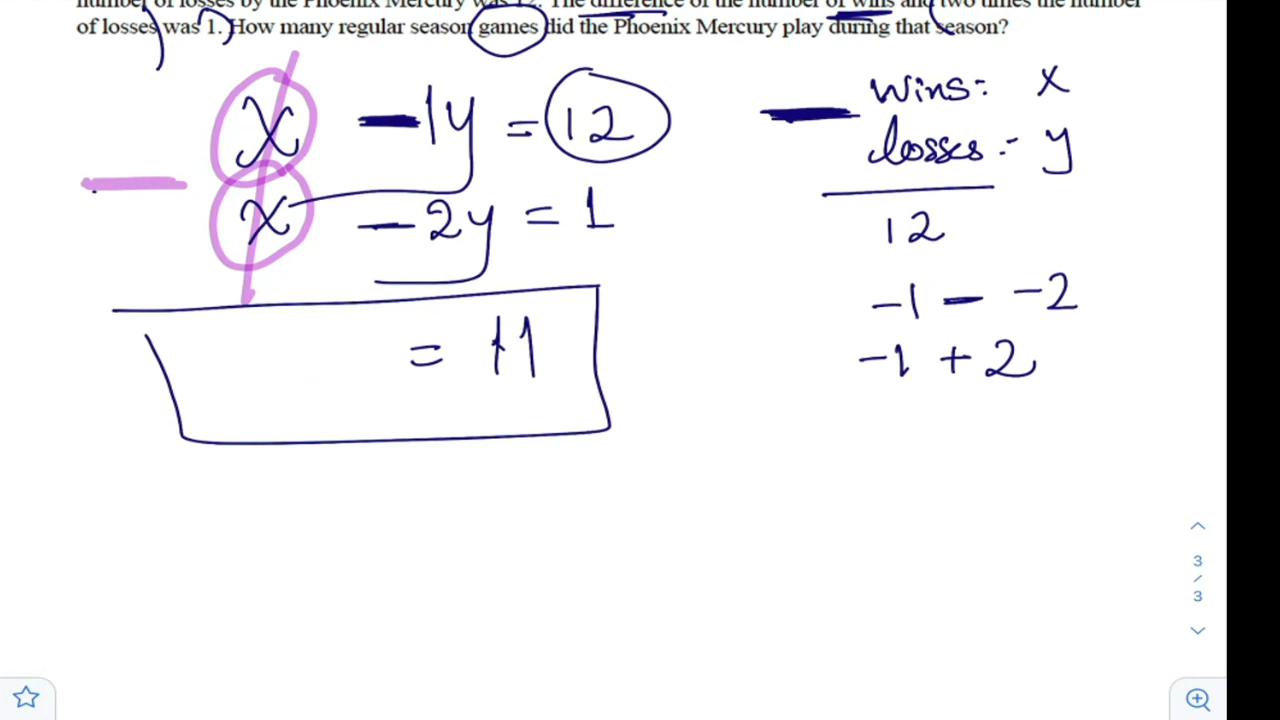 number of losses by the Phoenix Mercury was 12. The difference of the number of wins and two times the number
of losses was 1. How many regular season games did the Phoenix Mercury play during that season?
x - 1y = 12
x - 2y = 1
= 11
wins: x
losses: y
12
-1 - -2
-1 + 2
3
/
3